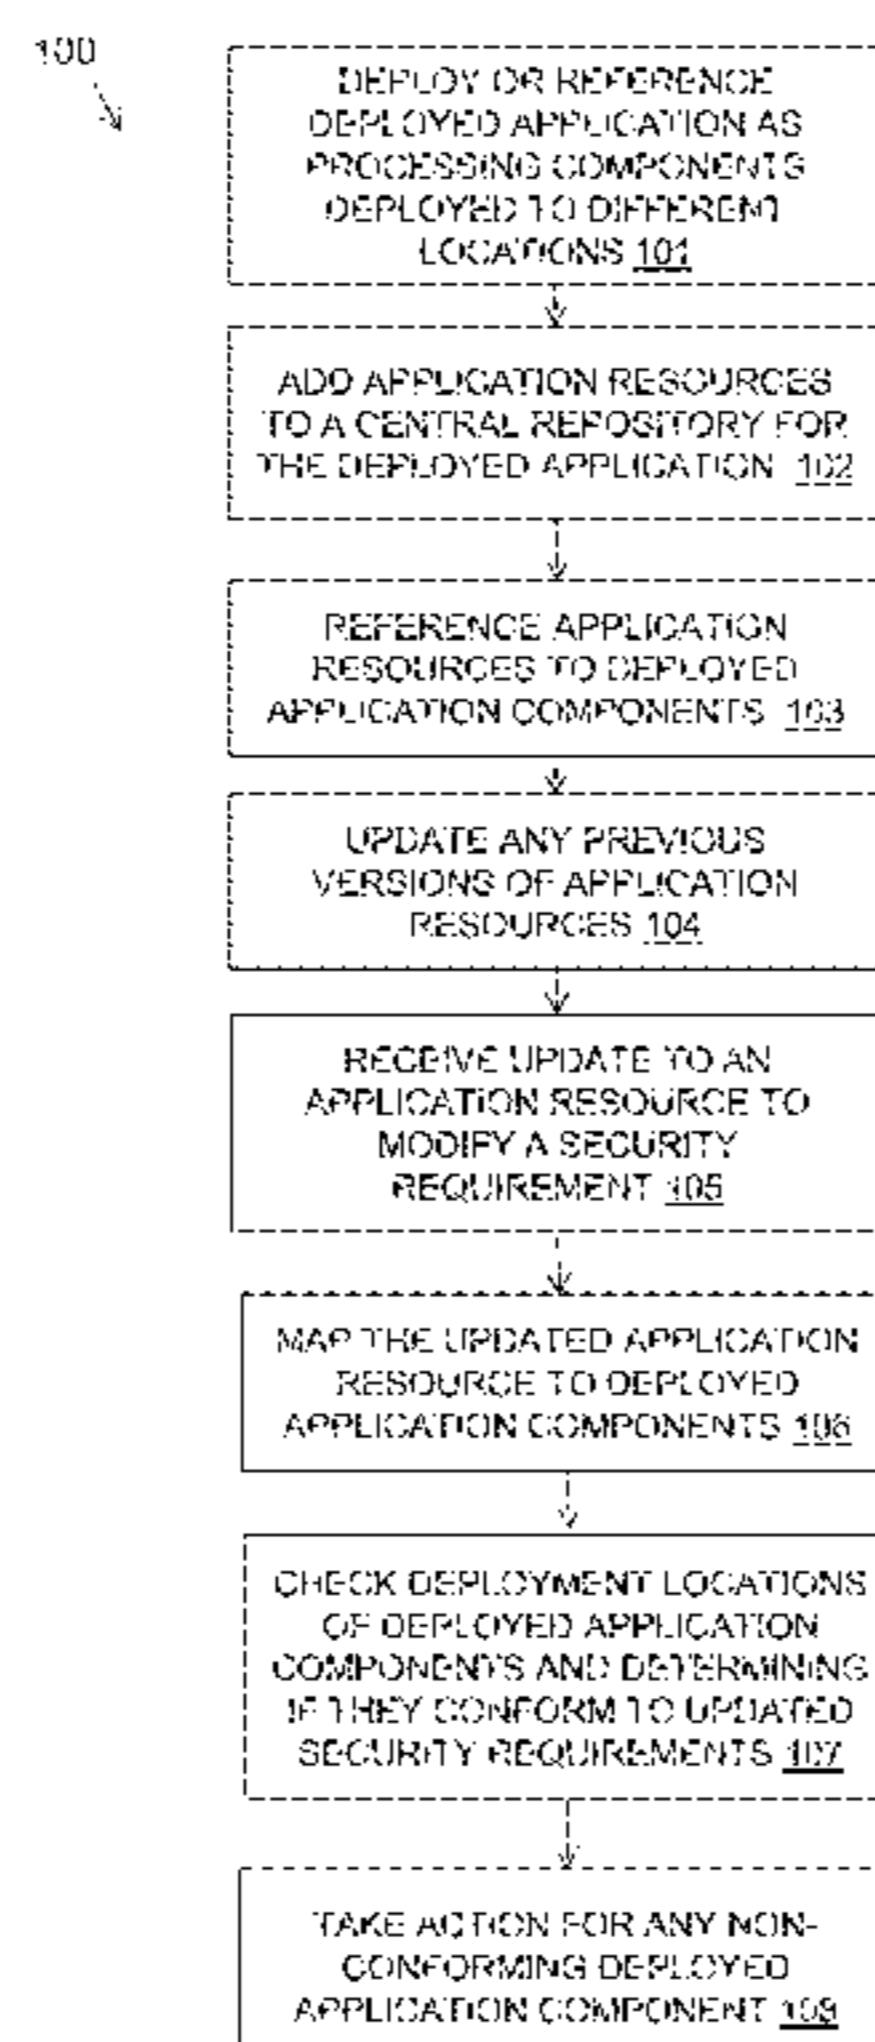 100
DEPLOY OR REFERENCE
DEPLOYED APPLICATION AS
PROCESSING COMPONENTS
DEPLOYED TO DIFFERENT
LOCATIONS 101
ADD APPLICATION RESOURCES
TO A CENTRAL REPOSITORY FOR
THE DEPLOYED APPLICATION 102
REFERENCE APPLICATION
RESOURCES TO DEPLOYED
APPLICATION COMPONENTS 103
UPDATE ANY PREVIOUS
VERSIONS OF APPLICATION
RESOURCES 104
RECEIVE UPDATE TO AN
APPLICATION RESOURCE TO
MODIFY A SECURITY
REQUIREMENT 105
MAP THE UPDATED APPLICATION
RESOURCE TO DEPLOYED
APPLICATION COMPONENTS 106
CHECK DEPLOYMENT LOCATIONS
OF DEPLOYED APPLICATION
COMPONENTS AND DETERMINING
IF THEY CONFORM TO UPDATED
SECURITY REQUIREMENTS 107
TAKE ACTION FOR ANY NON-
CONFORMING DEPLOYED
APPLICATION COMPONENT 108